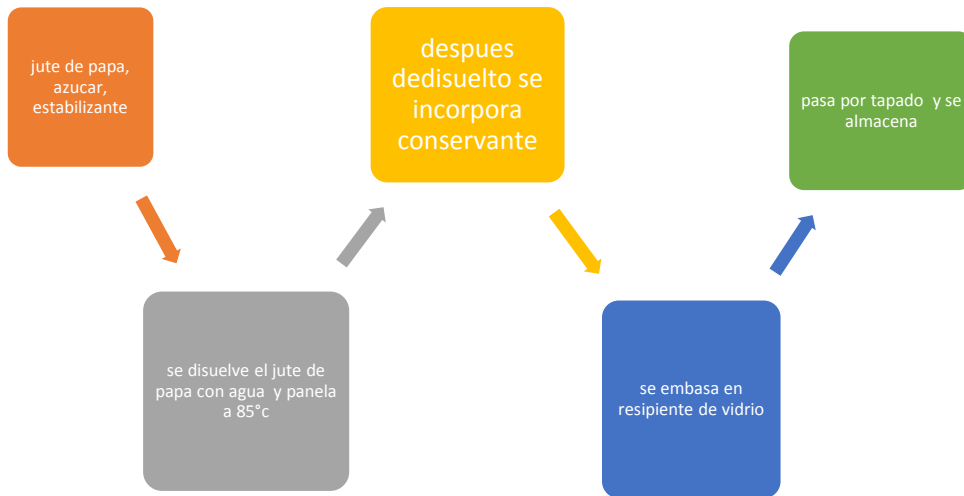 jute de papa,
azucar,
estabilizante
se disuelve el jute de
papa con agua y panela
a 85°c
despues
dedisuelto se
incorpora
conservante
se embasa en
resipiente de vidrio
pasa por tapado y se
almacena